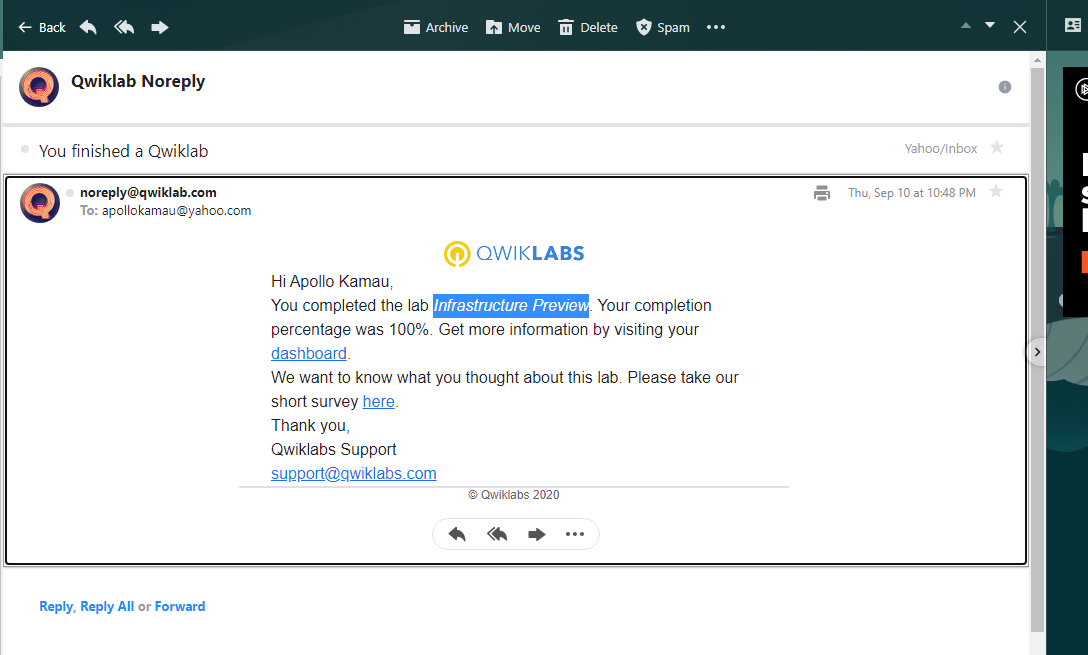 Back
Archive Move Delete Spam
Qwiklab Noreply
You finished a Qwiklab Yahoo/Inbox
noreply@qwiklab.com Thu, Sep 10 at 10:48 PM
To: apollokamau@yahoo.com
QWIKLABS
Hi Apollo Kamau,
You completed the lab Infrastructure Preview. Your completion
percentage was 100%. Get more information by visiting your
dashboard.
We want to know what you thought about this lab. Please take our
short survey here.
Thank you,
Qwiklabs Support
support@qwiklabs.com
© Qwiklabs 2020
Reply, Reply All or Forward